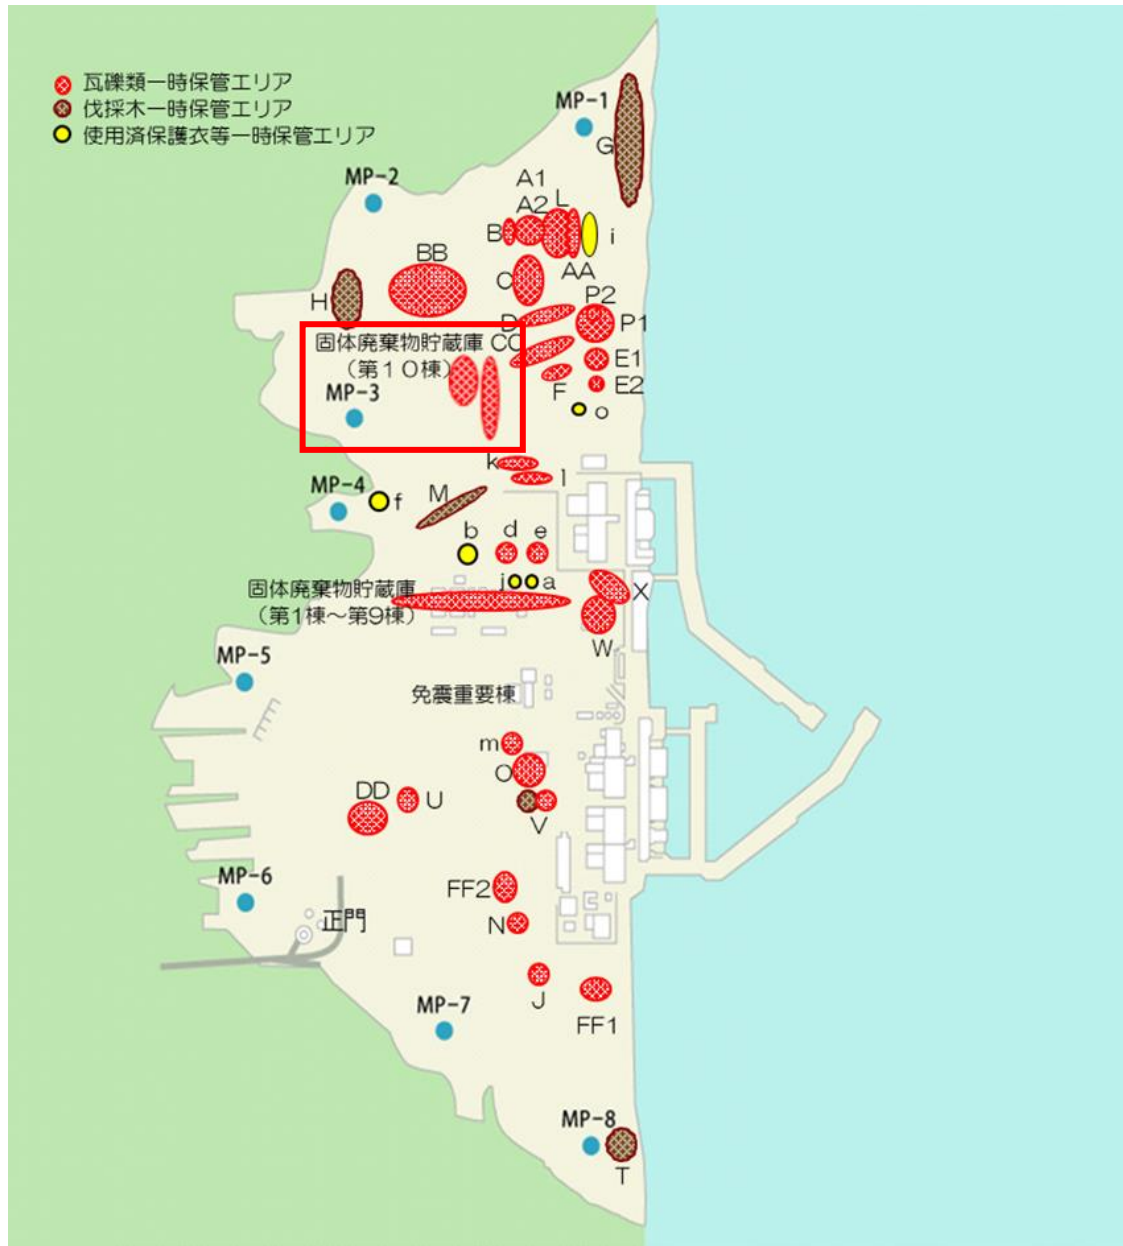 瓦礫類一時保管エリア
伐採木一時保管エリア
使用済保護衣等一時保管エリア
MP-1
G
MP-2
A1
A2
L
B
i
BB
AA
C
P2
H
D
P1
固体廃棄物貯蔵庫
CC
(第10棟)
E1
MP-3
F
E2
o
k
l
MP-4
f
M
b
d
e
j
a
固体廃棄物貯蔵庫
(第1棟~第9棟)
X
W
MP-5
免震重要棟
m
O
DD
U
V
MP-6
FF2
正門
N
J
MP-7
FF1
MP-8
T